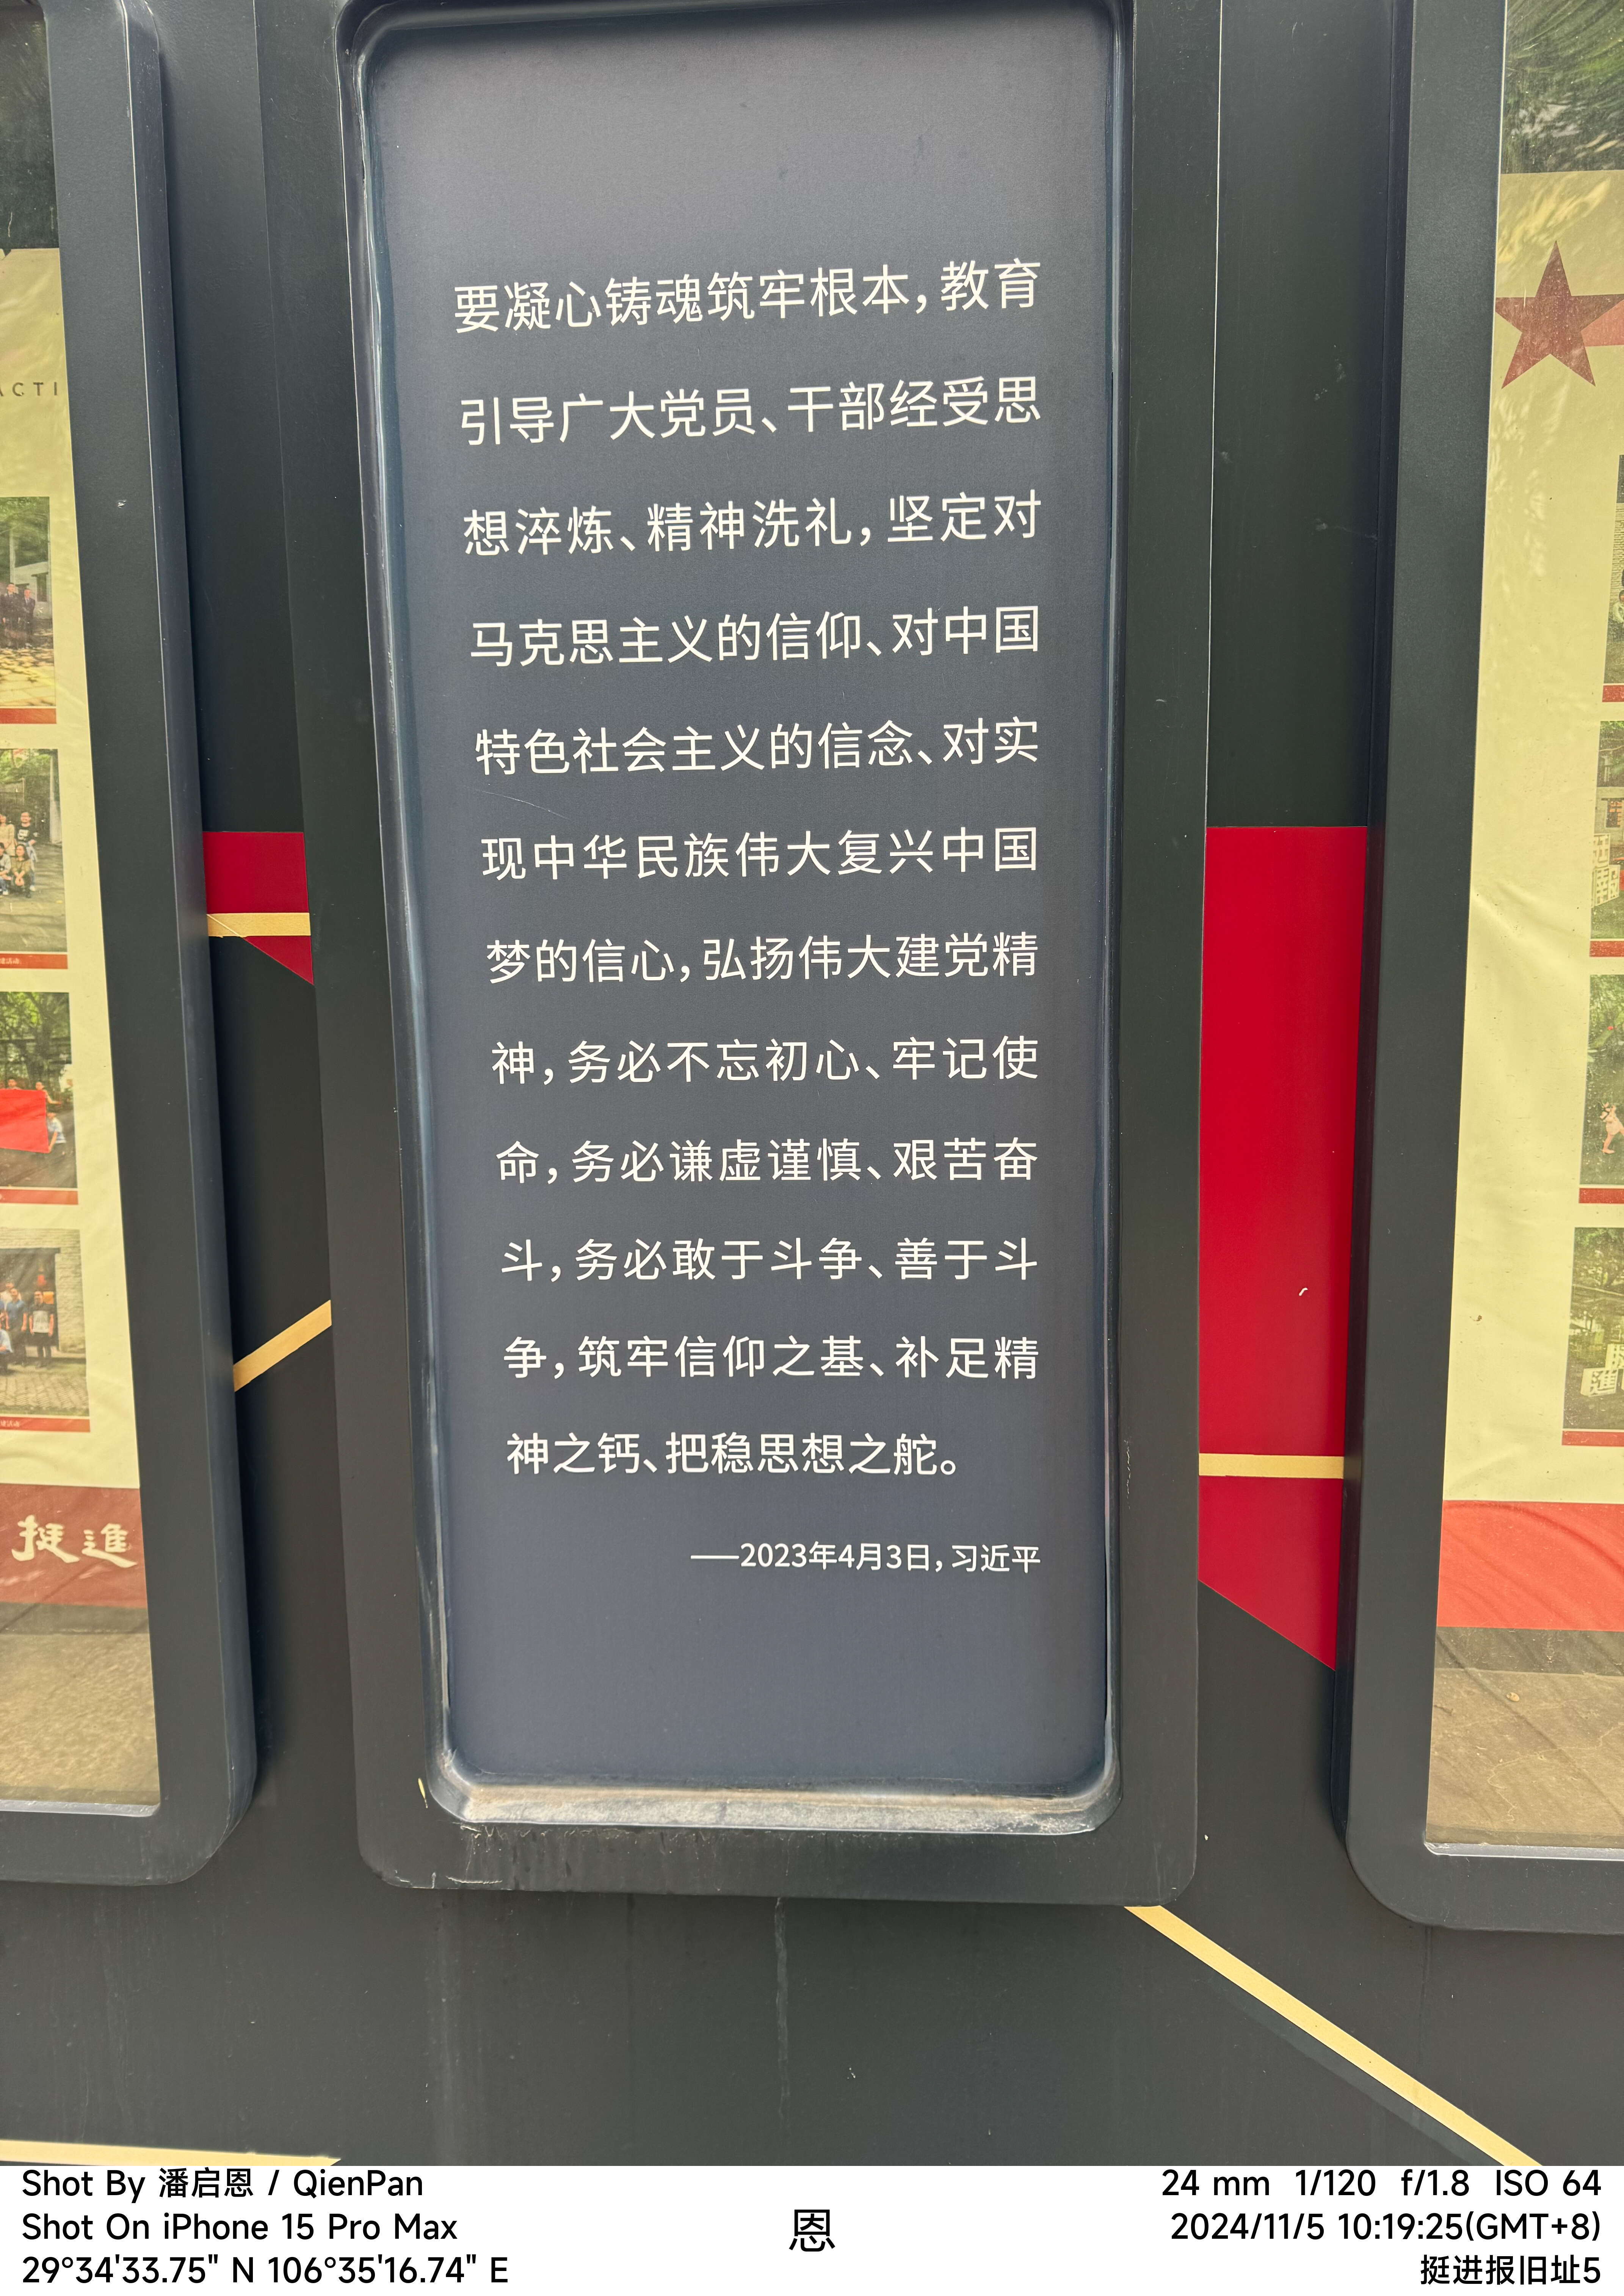 要凝心铸魂筑牢根本，教育
引导广大党员、干部经受思
想淬炼、精神洗礼，坚定对
马克思主义的信仰、对中国
特色社会主义的信念、对实
现中华民族伟大复兴中国
梦的信心，弘扬伟大建党精
神，务必不忘初心、牢记使
命，务必谦虚谨慎、艰苦奋
斗，务必敢于斗争、善于斗
争，筑牢信仰之基、补足精
神之钙、把稳思想之舵。
——2023年4月3日，习近平
ACTI
挺進
Shot By 潘启恩 / QienPan
Shot On iPhone 15 Pro Max
29°34'33.75" N 106°35'16.74" E
恩
24 mm 1/120 f/1.8 ISO 64
2024/11/5 10:19:25(GMT+8)
挺进报旧址5